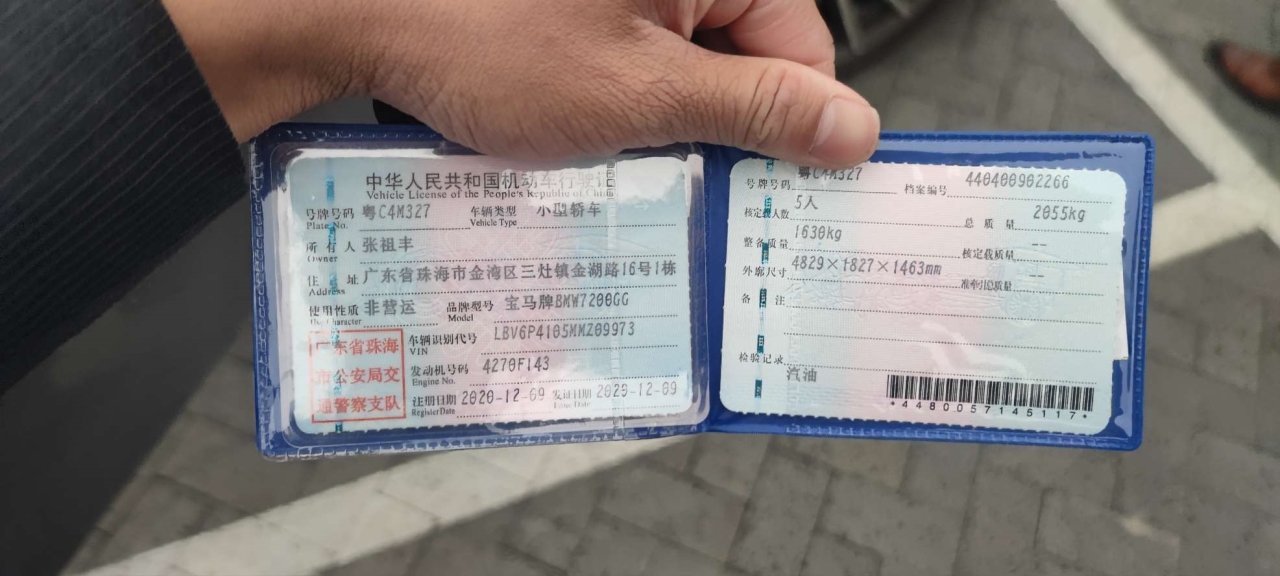 中华人民共和国机动车行驶证
Vehicle License of the People's Republic of China
号牌号码 粤C4M327 车辆类型 小型轿车
Plate No. Vehicle Type
所有人 张祖丰
Owner
住址 广东省珠海市金湾区三灶镇金湖路16号1栋
Address
使用性质 非营运 品牌型号 宝马牌BMW7200GG
Use Character Model
广东省珠海
市公安局交
通警察支队
车辆识别代号 LBV6P4105MMZ09973
VIN
发动机号码 4270F143
Engine No.
注册日期 2020-12-09 发证日期 2020-12-09
Register Date Issue Date
号牌号码 粤C4M327 档案编号 440400902266
核定载人数 5人 总质量 2055kg
整备质量 1630kg 核定载质量 --
外廓尺寸 4829×1827×1463mm 准牵引总质量 --
备注
检验记录
汽油
*4480057145117*